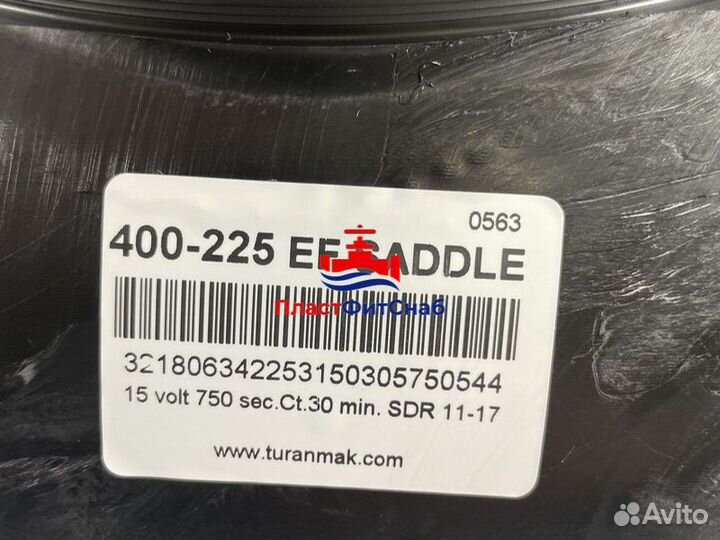 0563
400-225 EF SADDLE
ПластФитСнаб
321806342253150305750544
15 volt 750 sec.Ct.30 min. SDR 11-17
www.turanmak.com
Avito